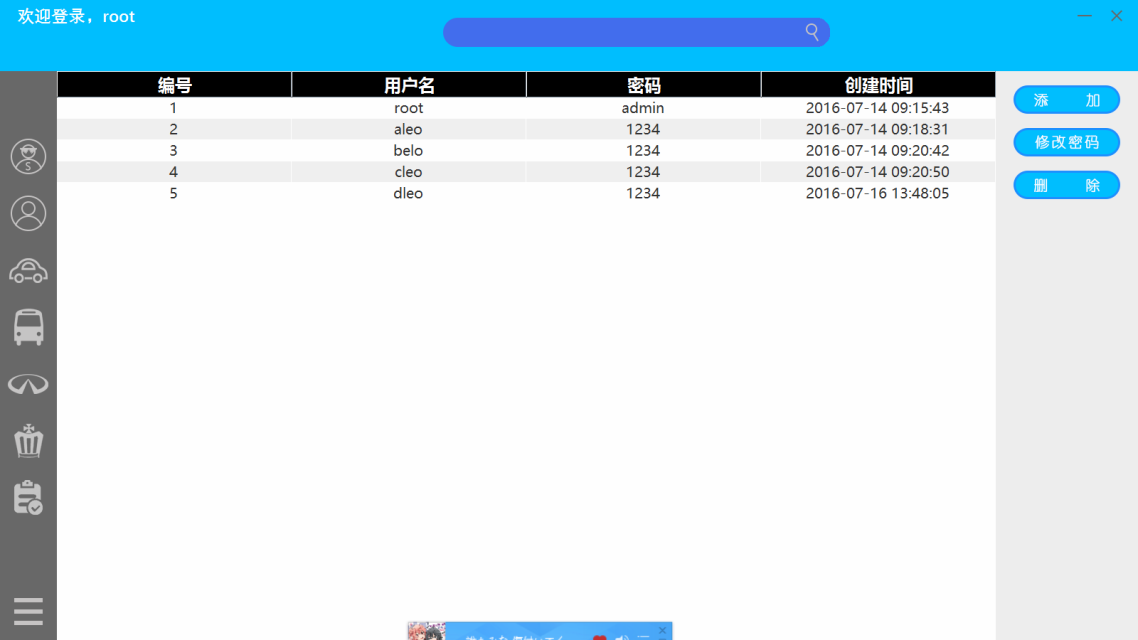 欢迎登录，root
编号 用户名 密码 创建时间
1 root admin 2016-07-14 09:15:43
2 aleo 1234 2016-07-14 09:18:31
3 belo 1234 2016-07-14 09:20:42
4 cleo 1234 2016-07-14 09:20:50
5 dleo 1234 2016-07-16 13:48:05
添 加
修改密码
删 除